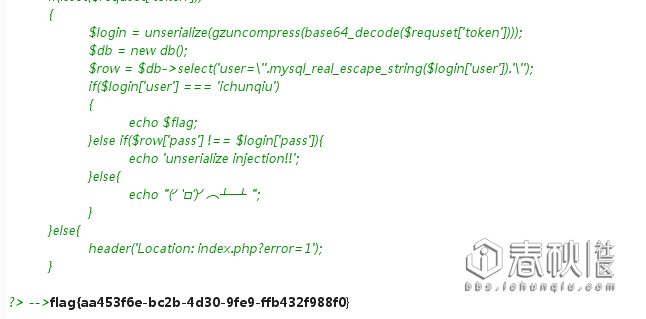 {
$login = unserialize(gzuncompress(base64_decode($requset['token'])));
$db = new db();
$row = $db->select('user=\''.mysql_real_escape_string($login['user']).'\'');
if($login['user'] === 'ichunqiu')
{
echo $flag;
}else if($row['pass'] !== $login['pass']){
echo 'unserialize injection!!';
}else{
echo "(╯'□')╯︵┴─┴ ";
}
}else{
header('Location: index.php?error=1');
}
?> -->flag{aa453f6e-bc2b-4d30-9fe9-ffb432f988f0}
春秋 社区
bbs.ichunqiu.com